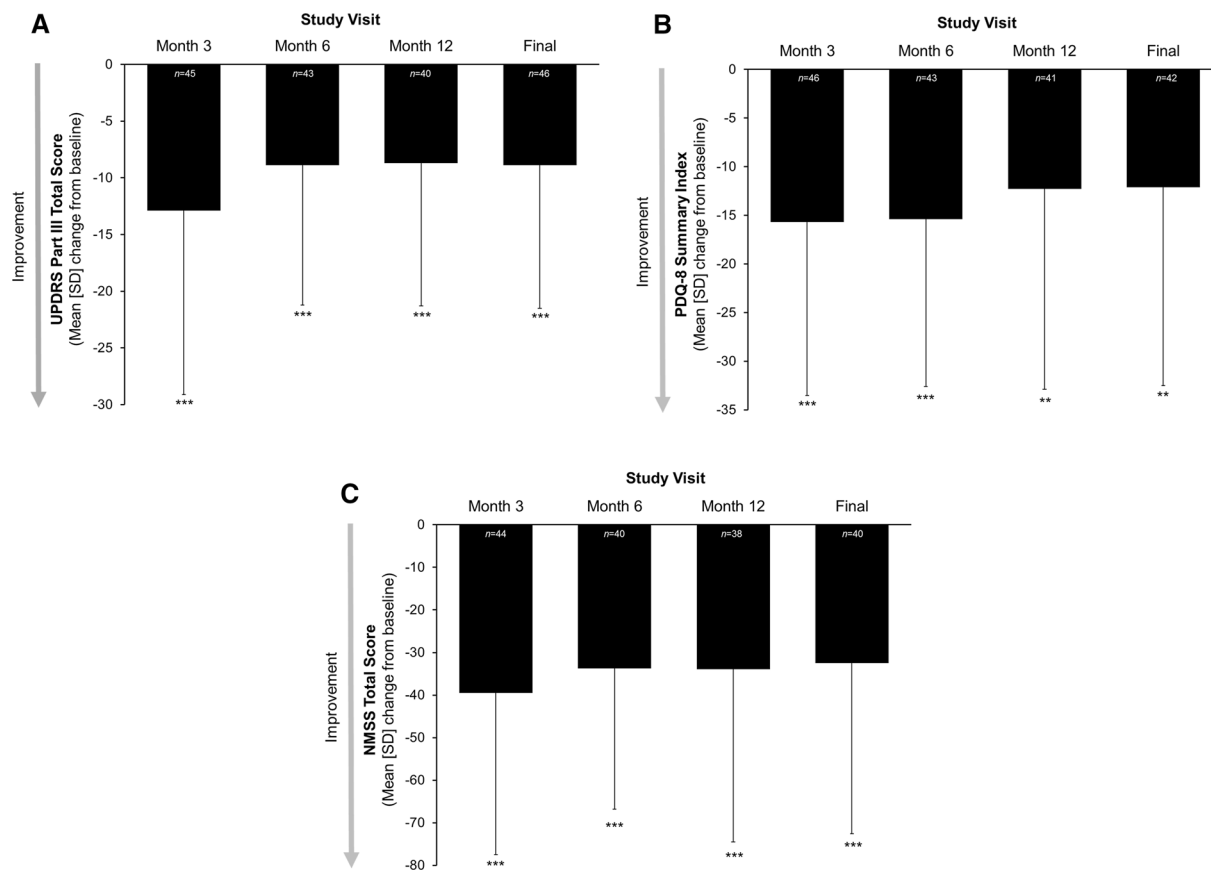 A
Study Visit
Month 3 Month 6 Month 12 Final
0
-5
-10
-15
-20
-25
-30
n=45 n=43 n=40 n=46
*** *** *** ***
Improvement
UPDRS Part III Total Score
(Mean [SD] change from baseline)
B
Study Visit
Month 3 Month 6 Month 12 Final
0
-5
-10
-15
-20
-25
-30
-35
n=46 n=43 n=41 n=42
*** *** ** **
Improvement
PDQ-8 Summary Index
(Mean [SD] change from baseline)
C
Study Visit
Month 3 Month 6 Month 12 Final
0
-10
-20
-30
-40
-50
-60
-70
-80
n=44 n=40 n=38 n=40
*** *** *** ***
Improvement
NMSS Total Score
(Mean [SD] change from baseline)